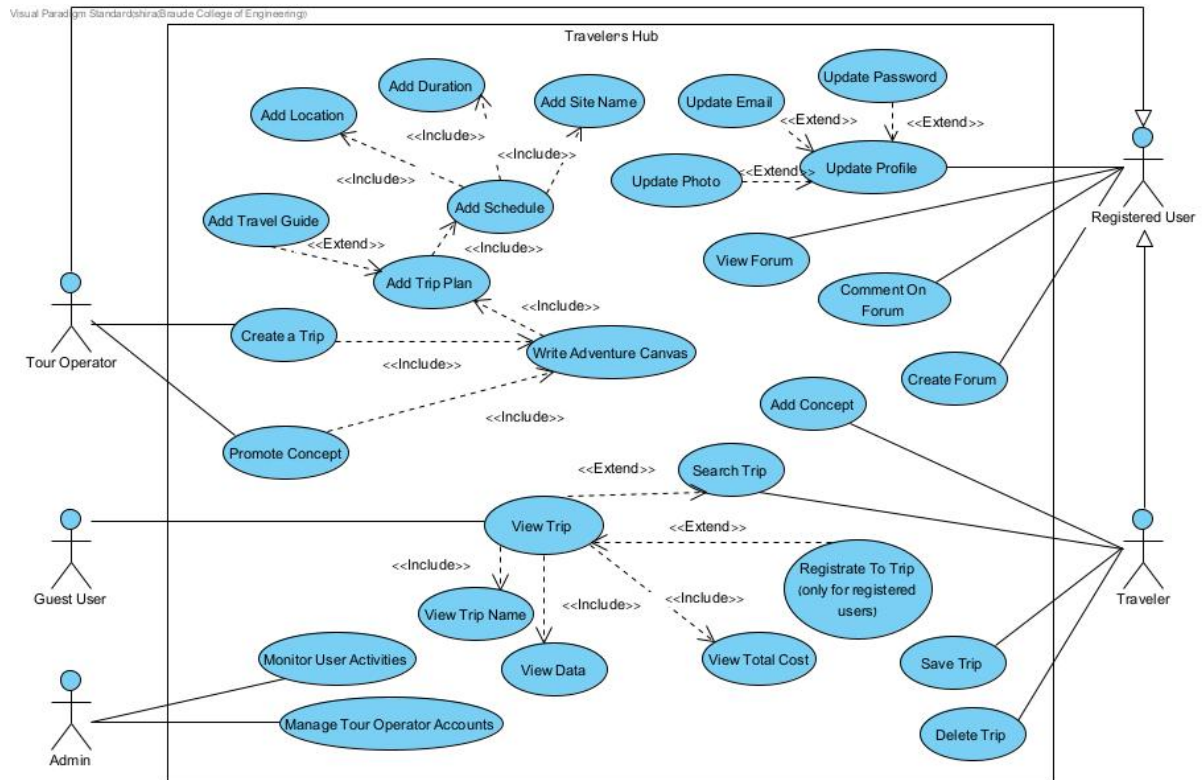 Visual Paradigm Standard(shira(Braude College of Engineering))
Travelers Hub
Add Duration
Update Password
Add Location
Add Site Name
Update Email
<<Include>>
<<Extend>>
<<Extend>>
<<Include>>
<<Extend>>
Update Profile
<<Include>>
Update Photo
Add Schedule
Registered User
Add Travel Guide
<<Extend>>
<<Include>>
View Forum
Add Trip Plan
Comment On
Forum
<<Include>>
Create a Trip
Write Adventure Canvas
Tour Operator
<<Include>>
Create Forum
Add Concept
<<Include>>
Promote Concept
<<Extend>>
Search Trip
View Trip
<<Extend>>
<<Include>>
Registrate To Trip
(only for registered
users)
Guest User
<<Include>>
<<Include>>
Traveler
View Trip Name
Monitor User Activities
View Data
View Total Cost
Save Trip
Manage Tour Operator Accounts
Delete Trip
Admin